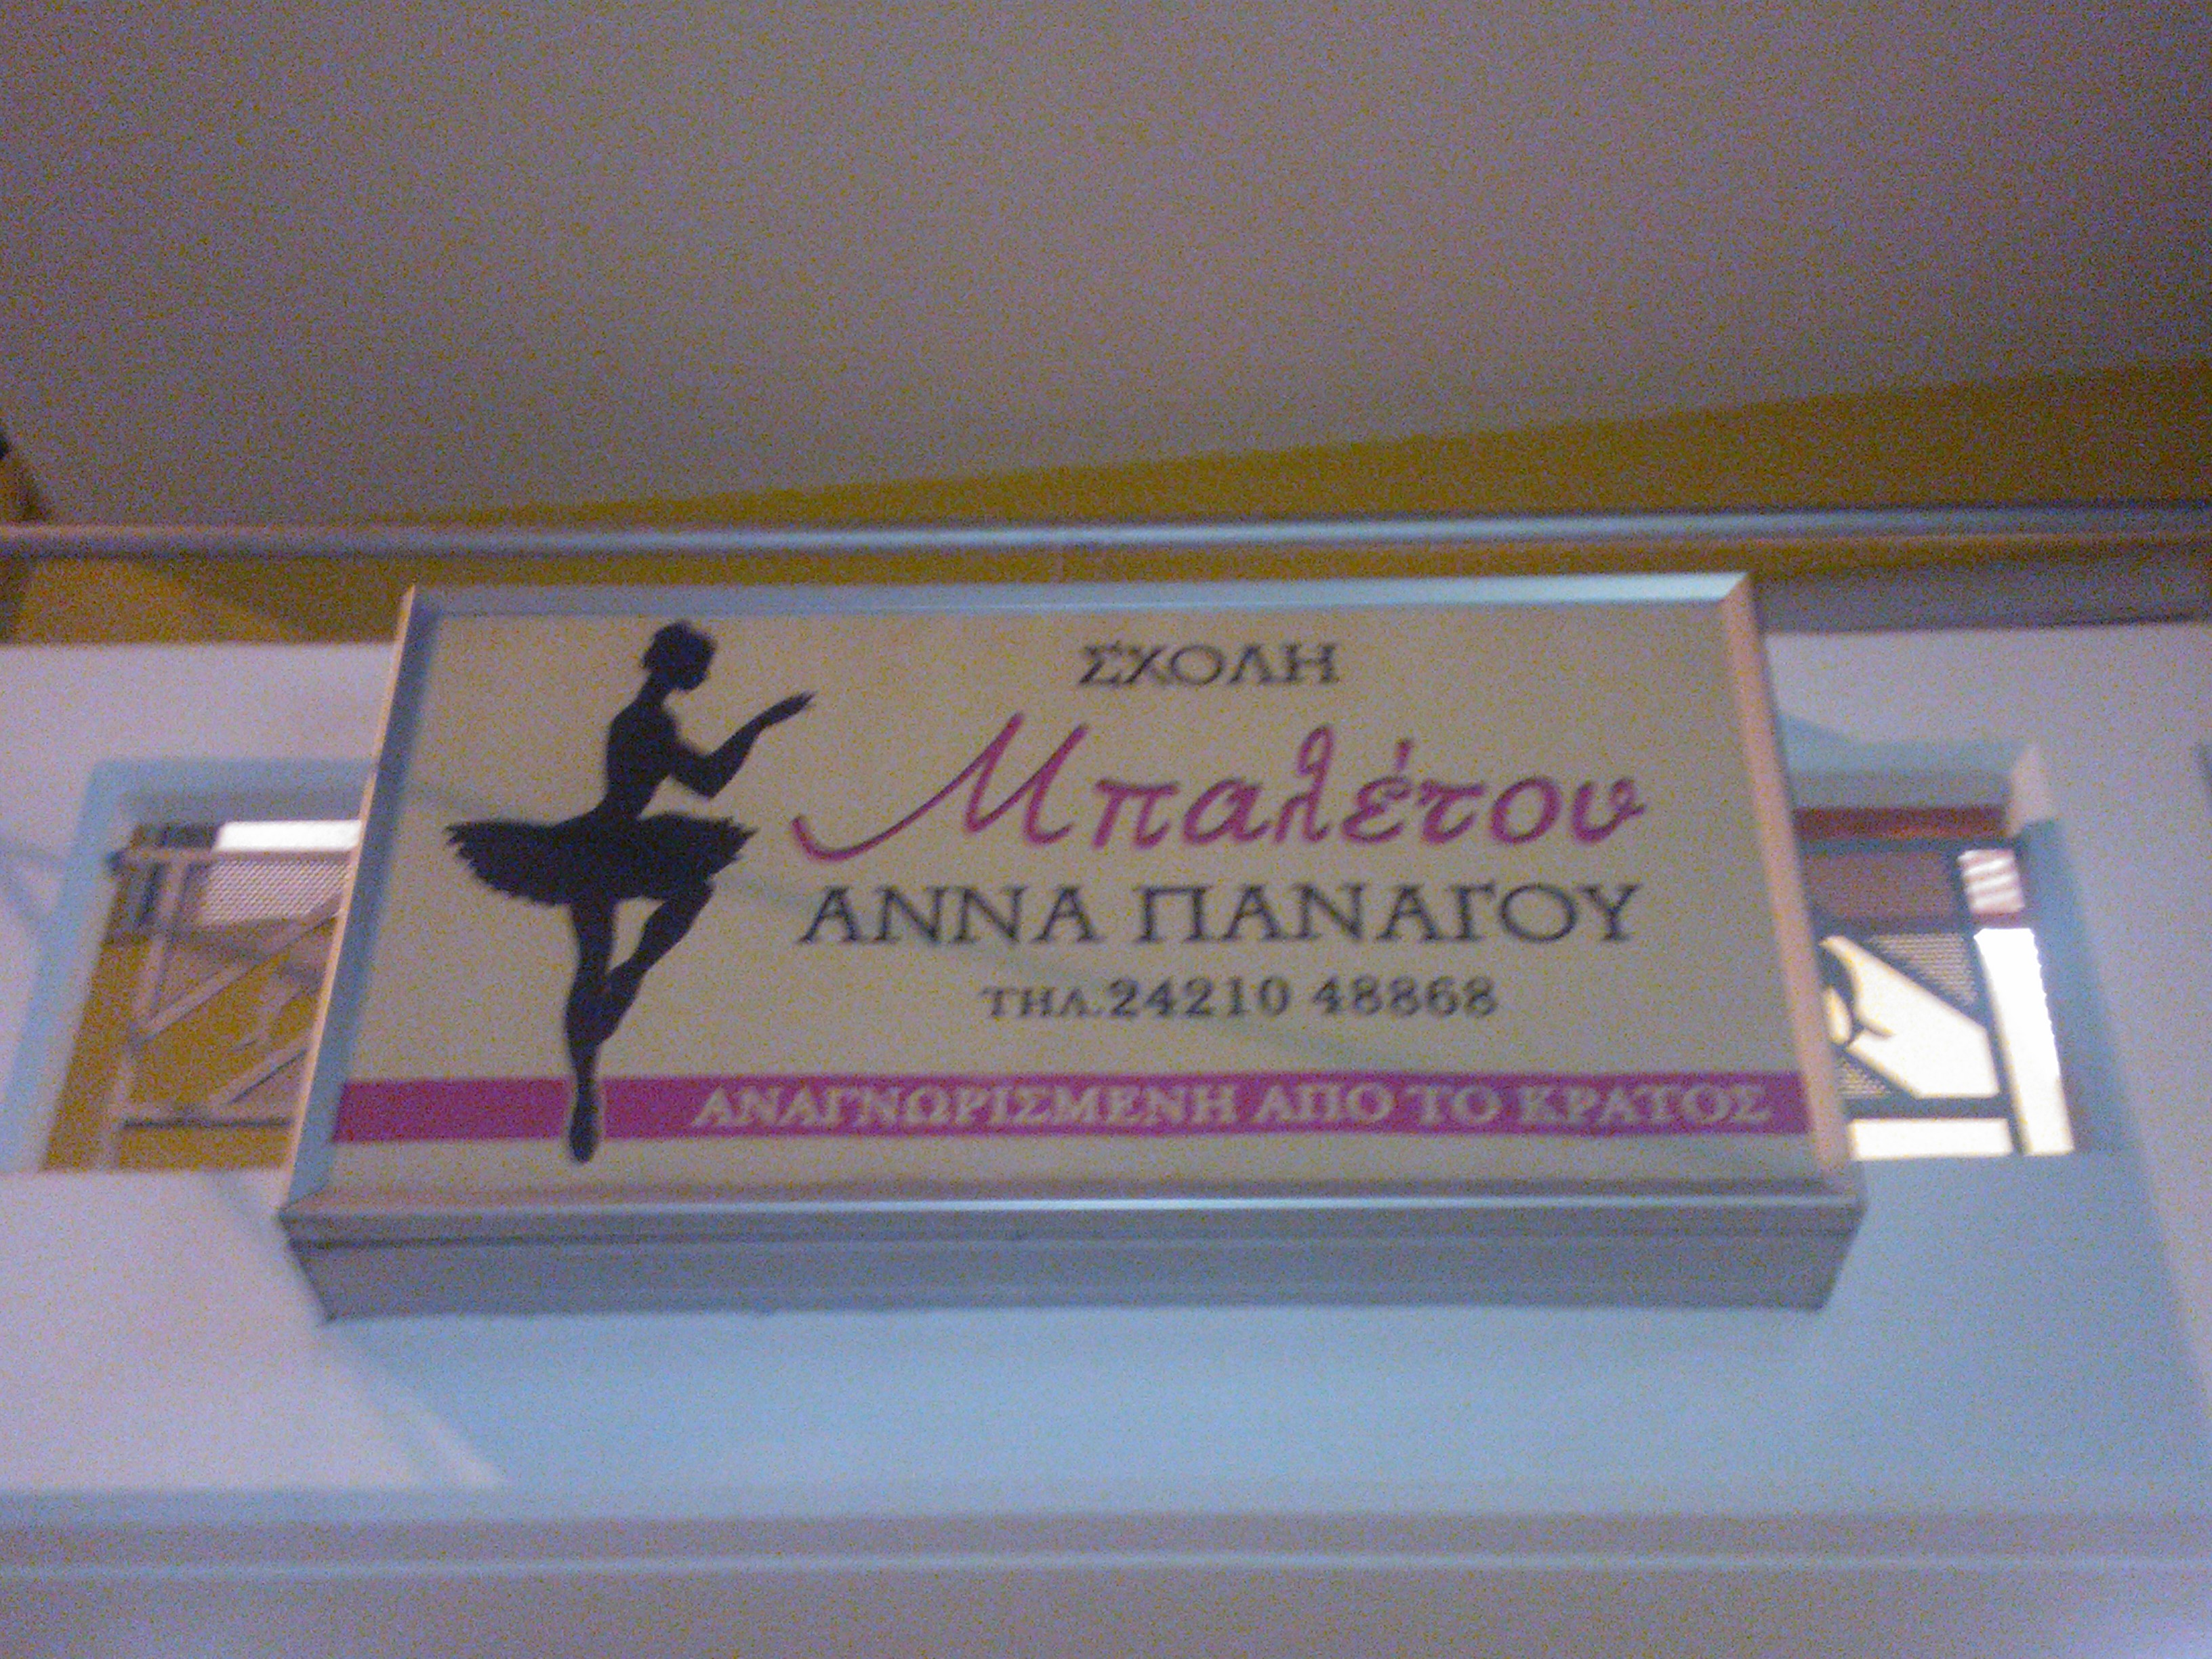 ΣΧΟΛΗ
Μπαλέτου
ΑΝΝΑ ΠΑΝΑΓΟΥ
ΤΗΛ.24210 48868
ΑΝΑΓΝΩΡΙΣΜΕΝΗ ΑΠΟ ΤΟ ΚΡΑΤΟΣ